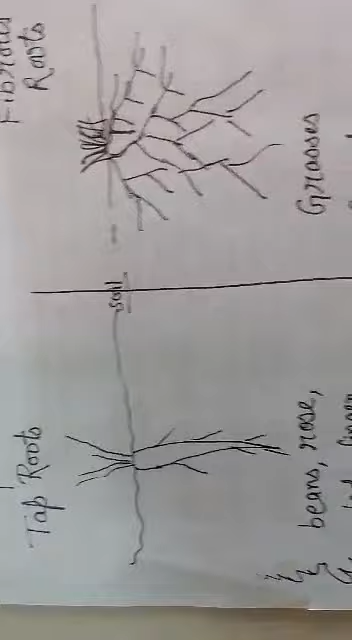 Tap Roots
Fibrous
Roots
soil
beans, rose,
Grasses